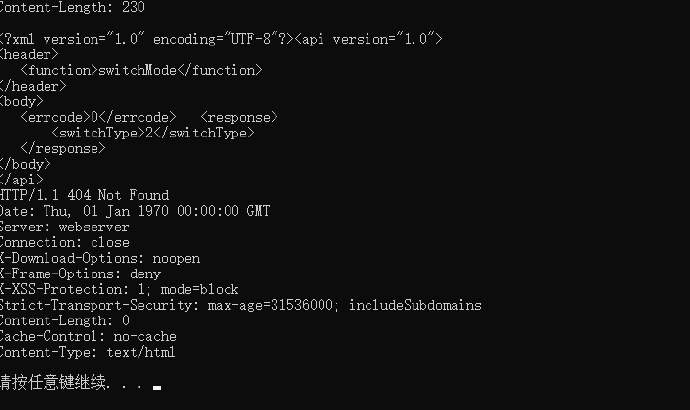 Content-Length: 230
<?xml version="1.0" encoding="UTF-8"?><api version="1.0">
<header>
<function>switchMode</function>
</header>
<body>
<errcode>0</errcode> <response>
<switchType>2</switchType>
</response>
</body>
</api>
HTTP/1.1 404 Not Found
Date: Thu, 01 Jan 1970 00:00:00 GMT
Server: webserver
Connection: close
X-Download-Options: noopen
X-Frame-Options: deny
X-XSS-Protection: 1; mode=block
Strict-Transport-Security: max-age=31536000; includeSubdomains
Content-Length: 0
Cache-Control: no-cache
Content-Type: text/html
请按任意键继续. . .